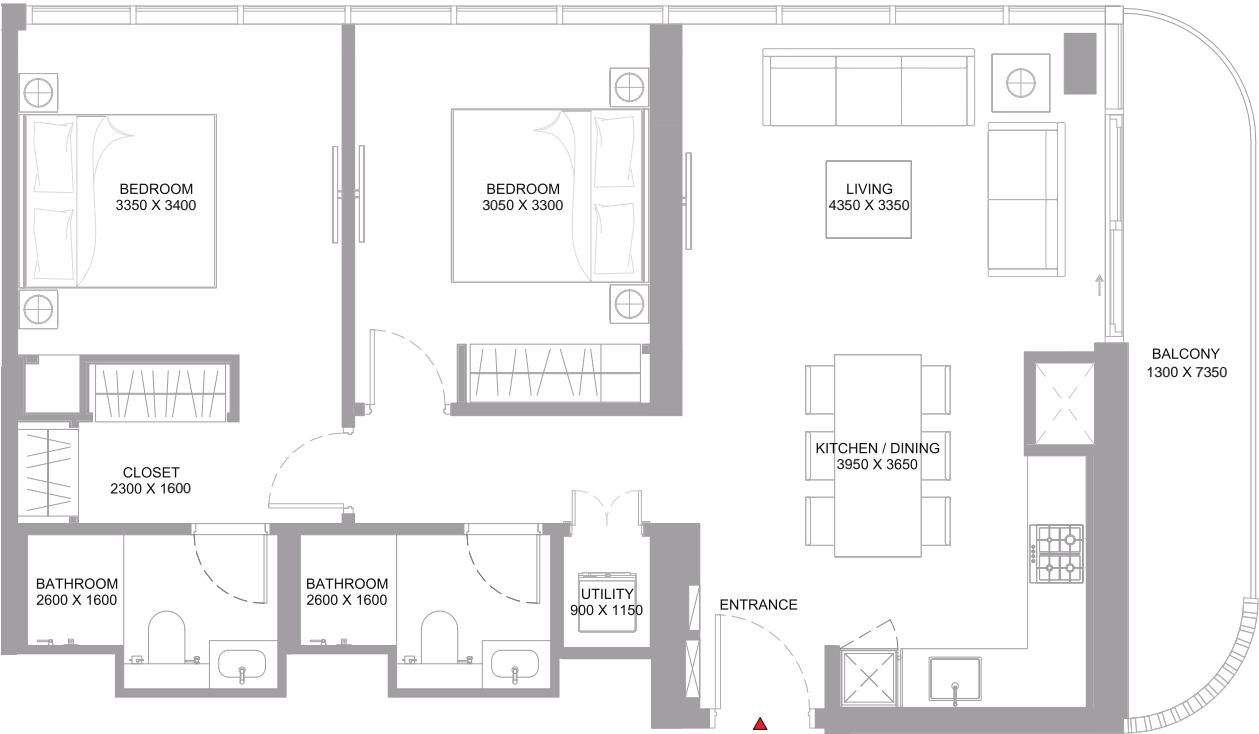 BEDROOM
3350 X 3400
BEDROOM
3050 X 3300
LIVING
4350 X 3350
BALCONY
1300 X 7350
KITCHEN / DINING
3950 X 3650
CLOSET
2300 X 1600
BATHROOM
2600 X 1600
BATHROOM
2600 X 1600
UTILITY
900 X 1150
ENTRANCE